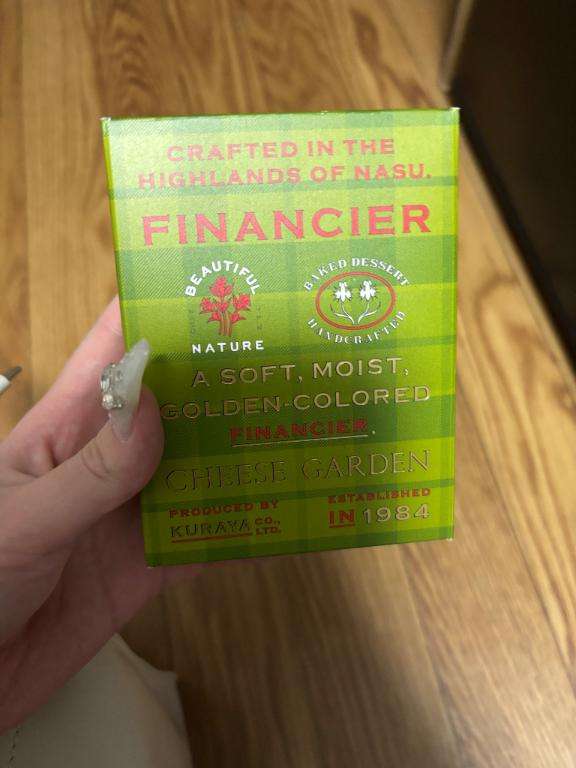 CRAFTED IN THE
HIGHLANDS OF NASU.
FINANCIER
BEAUTIFUL
NATURE
BAKED DESSERT
HANDCRAFTED
A SOFT, MOIST,
GOLDEN-COLORED
FINANCIER.
CHEESE GARDEN
PRODUCED BY
KURAYA CO., LTD.
ESTABLISHED
IN 1984